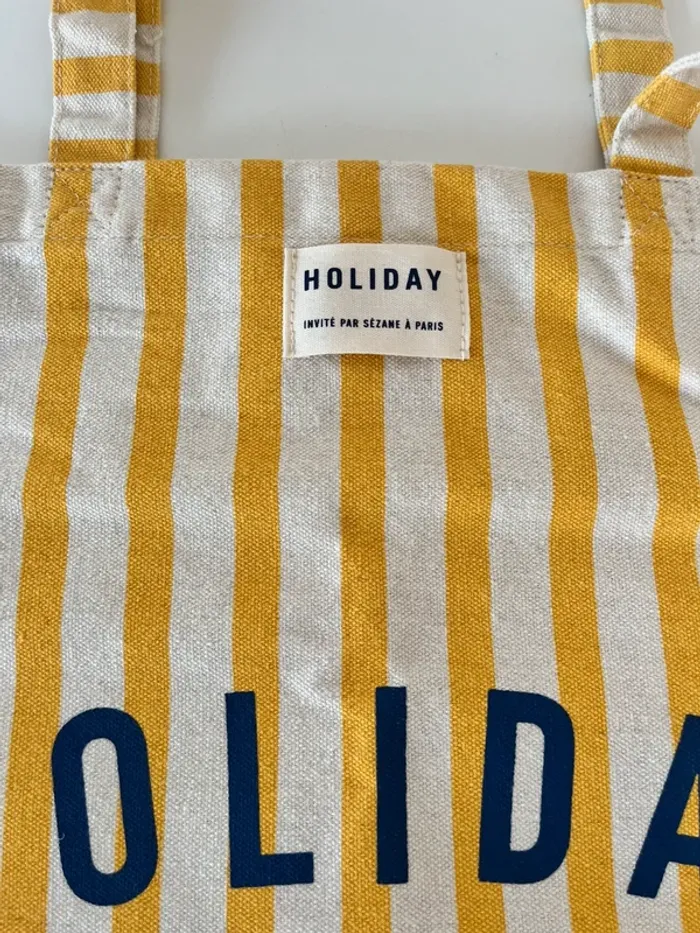 HOLIDAY
INVITÉ PAR SÉZANE À PARIS
OLIDA